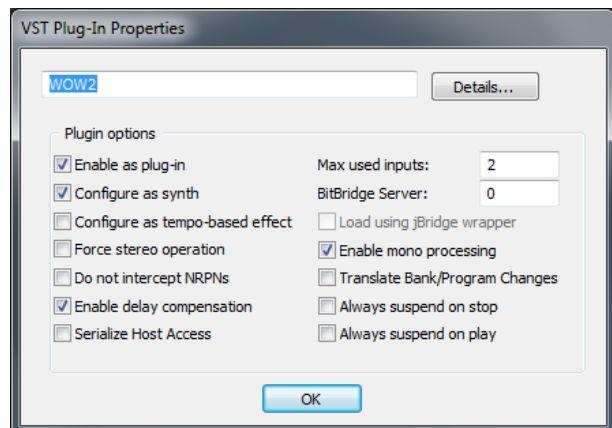 VST Plug-In Properties
WOW2
Details...
Plugin options
Enable as plug-in
Max used inputs: 2
Configure as synth
BitBridge Server: 0
Configure as tempo-based effect
Load using jBridge wrapper
Force stereo operation
Enable mono processing
Do not intercept NRPNs
Translate Bank/Program Changes
Enable delay compensation
Always suspend on stop
Serialize Host Access
Always suspend on play
OK